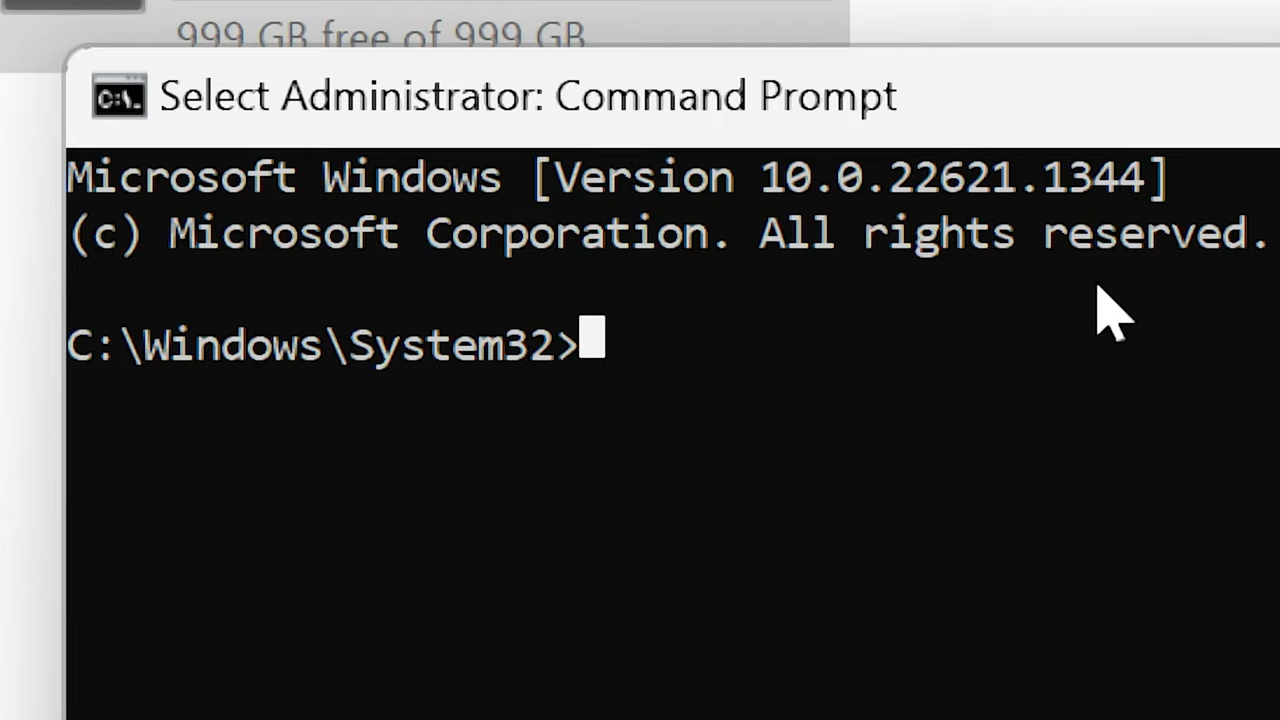 999 GB free of 999 GB
C:\.
Select Administrator: Command Prompt
Microsoft Windows [Version 10.0.22621.1344]
(c) Microsoft Corporation. All rights reserved.
C:\Windows\System32>